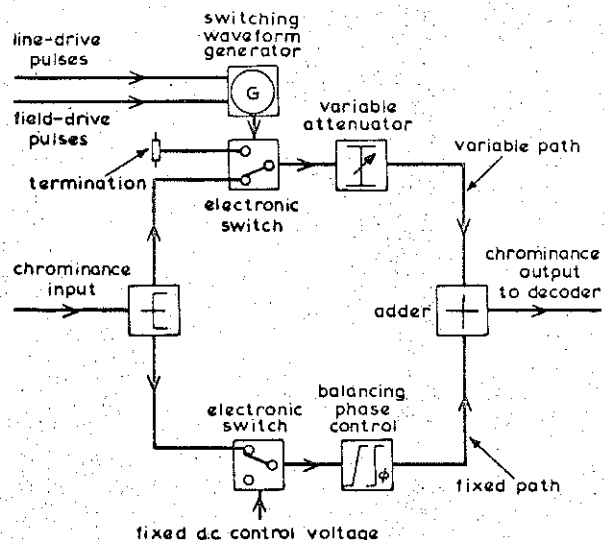 switching
waveform
generator
line-drive
pulses
G
field-drive
pulses
variable
attenuator
variable path
termination
electronic
switch
chrominance
input
chrominance
output
to decoder
adder
electronic
switch
balancing
phase
control
φ
fixed path
fixed d.c. control voltage